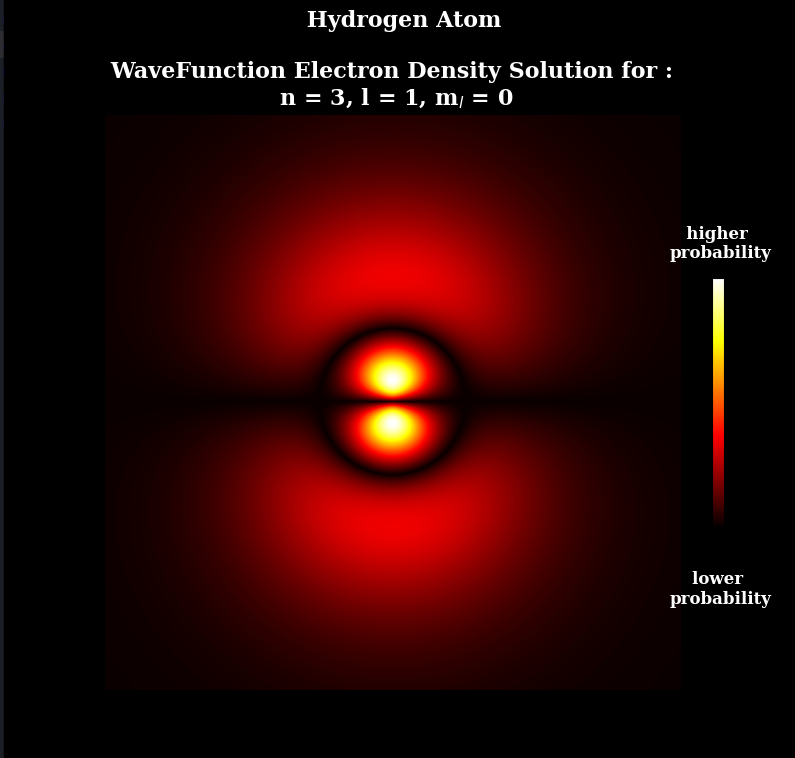 Hydrogen Atom
WaveFunction Electron Density Solution for :
n = 3, l = 1, mₗ = 0
higher
probability
lower
probability